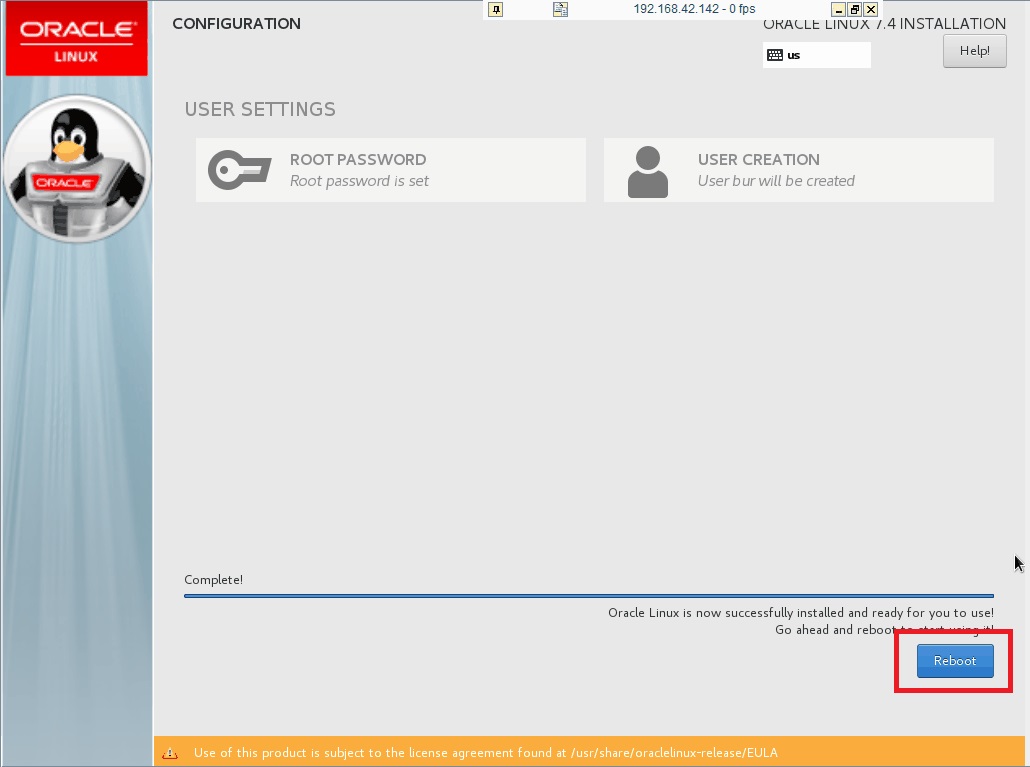 192.168.42.142 - 0 fps
ORACLE
LINUX
CONFIGURATION
ORACLE LINUX 7.4 INSTALLATION
us
Help!
USER SETTINGS
ROOT PASSWORD
Root password is set
USER CREATION
User bur will be created
ORACLE
Complete!
Oracle Linux is now successfully installed and ready for you to use!
Go ahead and reboot to start using it!
Reboot
Use of this product is subject to the license agreement found at /usr/share/oraclelinux-release/EULA